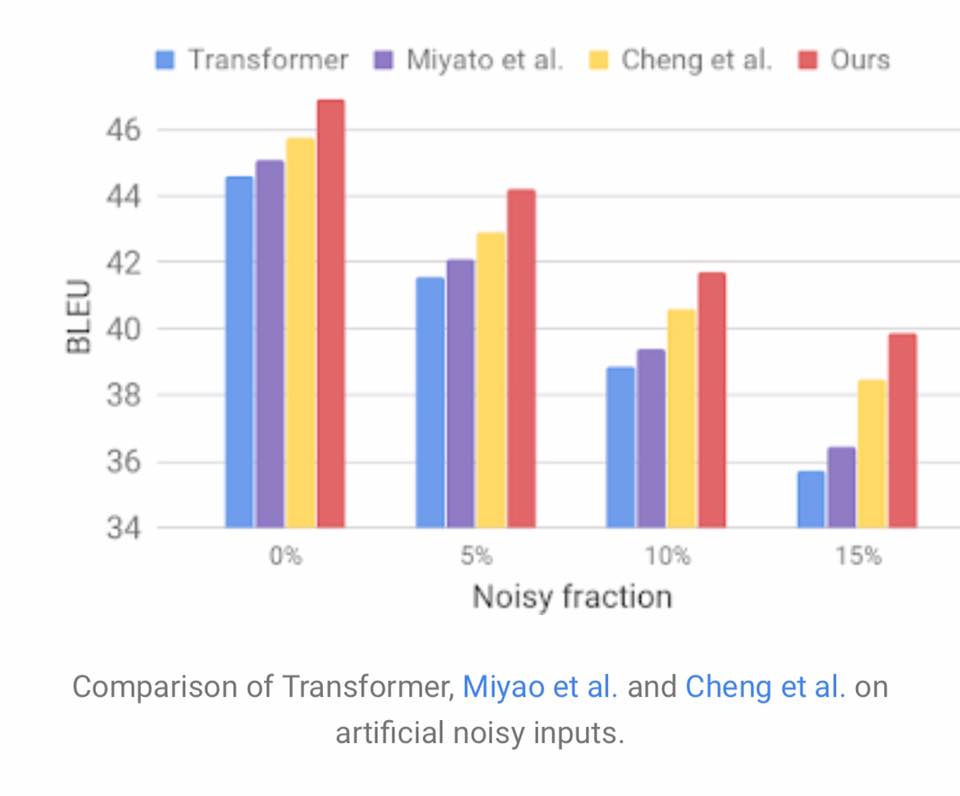 Transformer Miyato et al. Cheng et al. Ours
46
44
42
40
38
36
34
BLEU
0% 5% 10% 15%
Noisy fraction
Comparison of Transformer, Miyao et al. and Cheng et al. on
artificial noisy inputs.